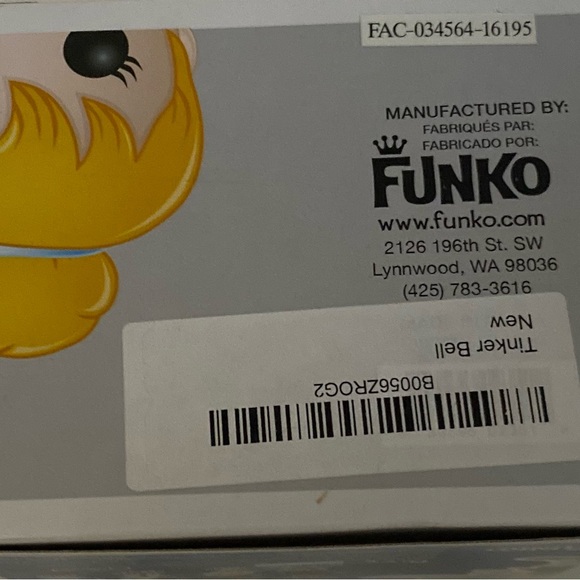 FAC-034564-16195
MANUFACTURED BY:
FABRIQUÉS PAR:
FABRICADO POR:
FUNKO
www.funko.com
2126 196th St. SW
Lynnwood, WA 98036
(425) 783-3616
B0056ZROG2
Tinker Bell
New